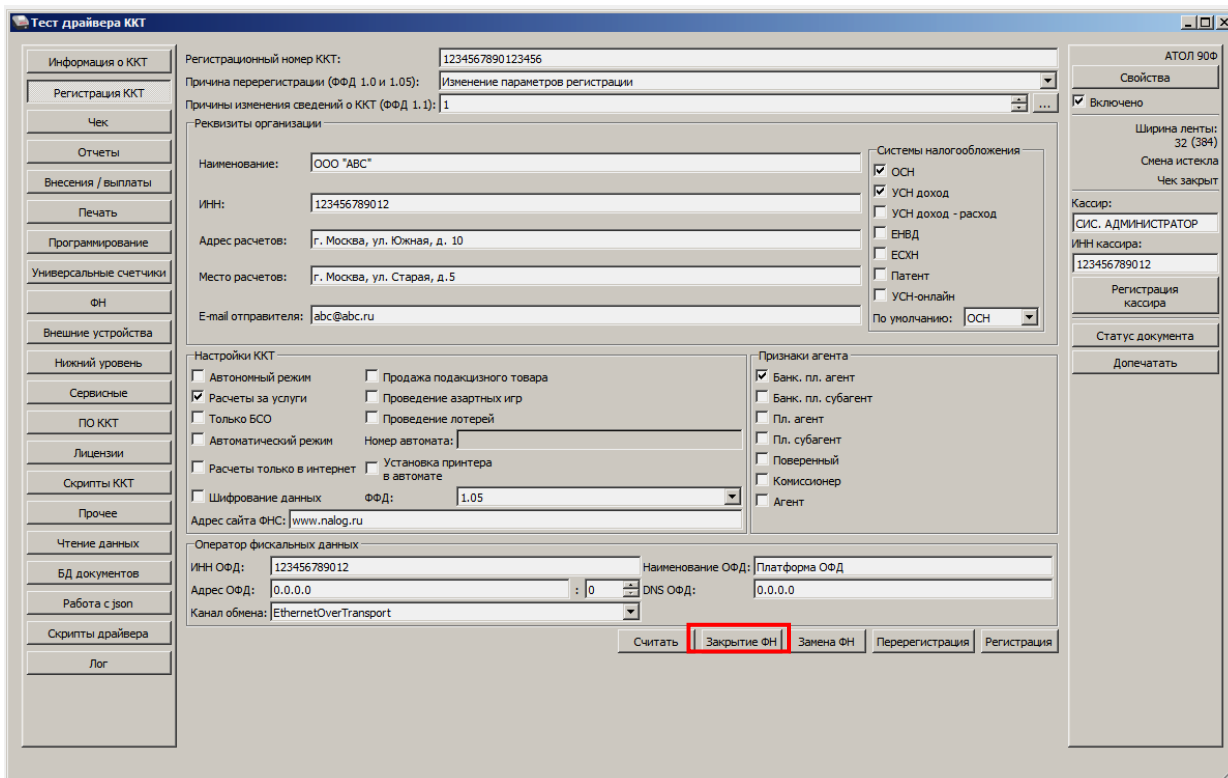 Тест драйвера ККТ
Информация о ККТ
Регистрация ККТ
Чек
Отчеты
Внесения / выплаты
Печать
Программирование
Универсальные счетчики
ФН
Внешние устройства
Нижний уровень
Сервисные
ПО ККТ
Лицензии
Скрипты ККТ
Прочее
Чтение данных
БД документов
Работа с json
Скрипты драйвера
Лог
Регистрационный номер ККТ: 1234567890123456
Причина перерегистрации (ФФД 1.0 и 1.05): Изменение параметров регистрации
Причины изменения сведений о ККТ (ФФД 1.1): 1 ...
Реквизиты организации
Наименование: ООО "АВС"
ИНН: 123456789012
Адрес расчетов: г. Москва, ул. Южная, д. 10
Место расчетов: г. Москва, ул. Старая, д.5
E-mail отправителя: abc@abc.ru
Системы налогообложения
ОСН
УСН доход
УСН доход - расход
ЕНВД
ЕСХН
Патент
УСН-онлайн
По умолчанию: ОСН
Настройки ККТ
Автономный режим Продажа подакцизного товара
Расчеты за услуги Проведение азартных игр
Только БСО Проведение лотерей
Автоматический режим Номер автомата:
Расчеты только в интернет Установка принтера
в автомате
Шифрование данных ФФД: 1.05
Адрес сайта ФНС: www.nalog.ru
Признаки агента
Банк. пл. агент
Банк. пл. субагент
Пл. агент
Пл. субагент
Поверенный
Комиссионер
Агент
Оператор фискальных данных
ИНН ОФД: 123456789012 Наименование ОФД: Платформа ОФД
Адрес ОФД: 0.0.0.0 : 0 DNS ОФД: 0.0.0.0
Канал обмена: EthernetOverTransport
Считать Закрытие ФН Замена ФН Перерегистрация Регистрация
АТОЛ 90Ф
Свойства
Включено
Ширина ленты:
32 (384)
Смена истекла
Чек закрыт
Кассир:
СИС. АДМИНИСТРАТОР
ИНН кассира:
123456789012
Регистрация
кассира
Статус документа
Допечатать